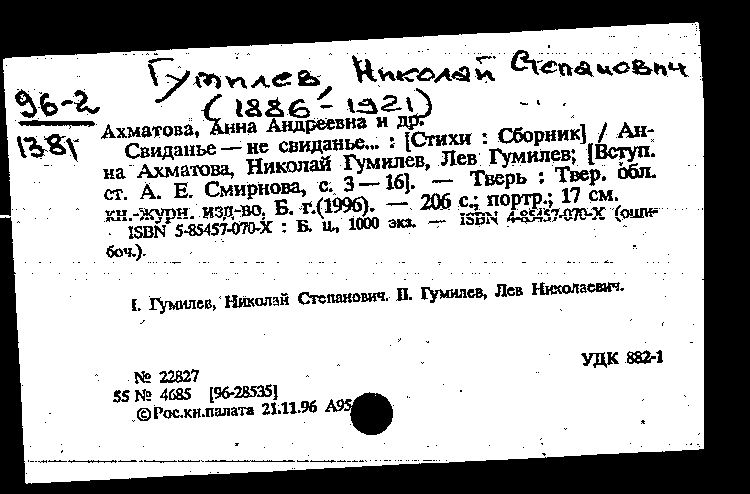 Гумилев, Николай Степанович
(1886-1921)
96-2
1381
Ахматова, Анна Андреевна и др.
Свиданье — не свиданье... : [Стихи : Сборник] / Ан-
на Ахматова, Николай Гумилев, Лев Гумилев; [Вступ.
ст. А. Е. Смирнова, с. 3—16]. — Тверь : Твер. обл.
кн.-журн. изд-во, Б. г.(1996). — 206 с.; портр.; 17 см.
ISBN 5-85457-070-X : Б. ц., 1000 экз. — ISBN 4-85457-070-X (оши-
боч.).
I. Гумилев, Николай Степанович. II. Гумилев, Лев Николаевич.
УДК 882-1
№ 22827
55 № 4685 [96-28535]
©Рос.кн.палата 21.11.96 А95